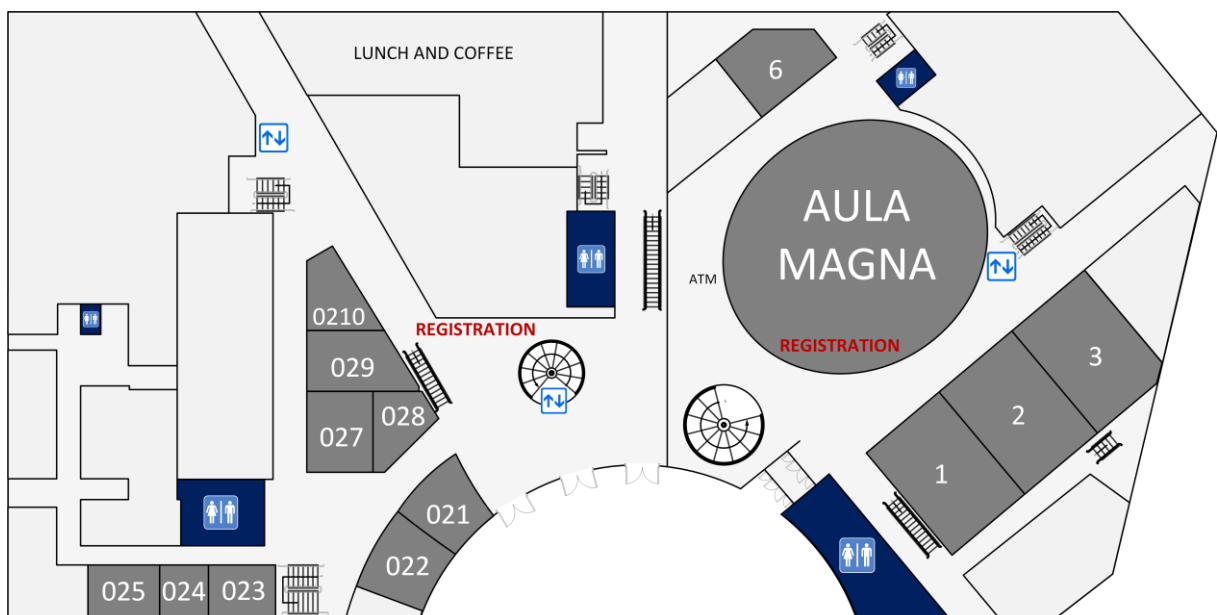 LUNCH AND COFFEE
6
AULA
MAGNA
ATM
0210
REGISTRATION
REGISTRATION
029
3
028
027
2
1
021
022
025
024
023